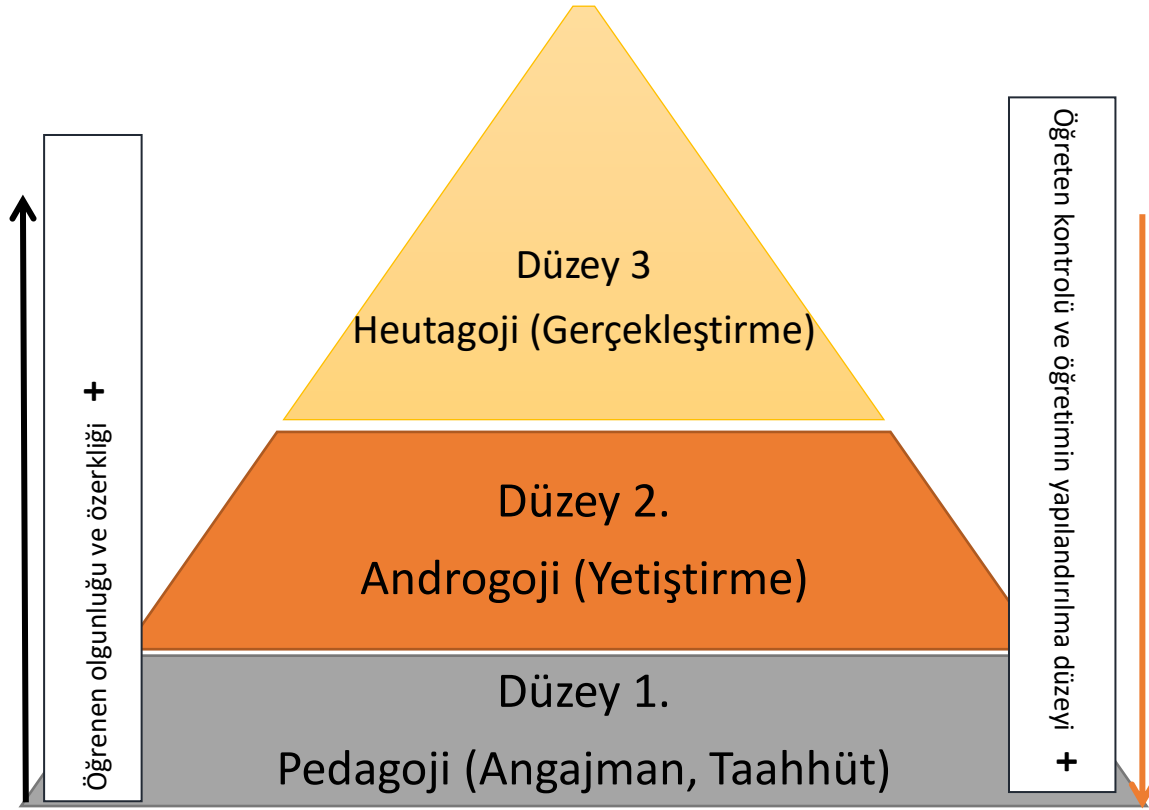 Düzey 3
Heutagoji (Gerçekleştirme)
Düzey 2.
Androgoji (Yetiştirme)
Düzey 1.
Pedagoji (Angajman, Taahhüt)
Öğrenen olgunluğu ve özerkliği +
Öğreten kontrolü ve öğretimin yapılandırılma düzeyi +